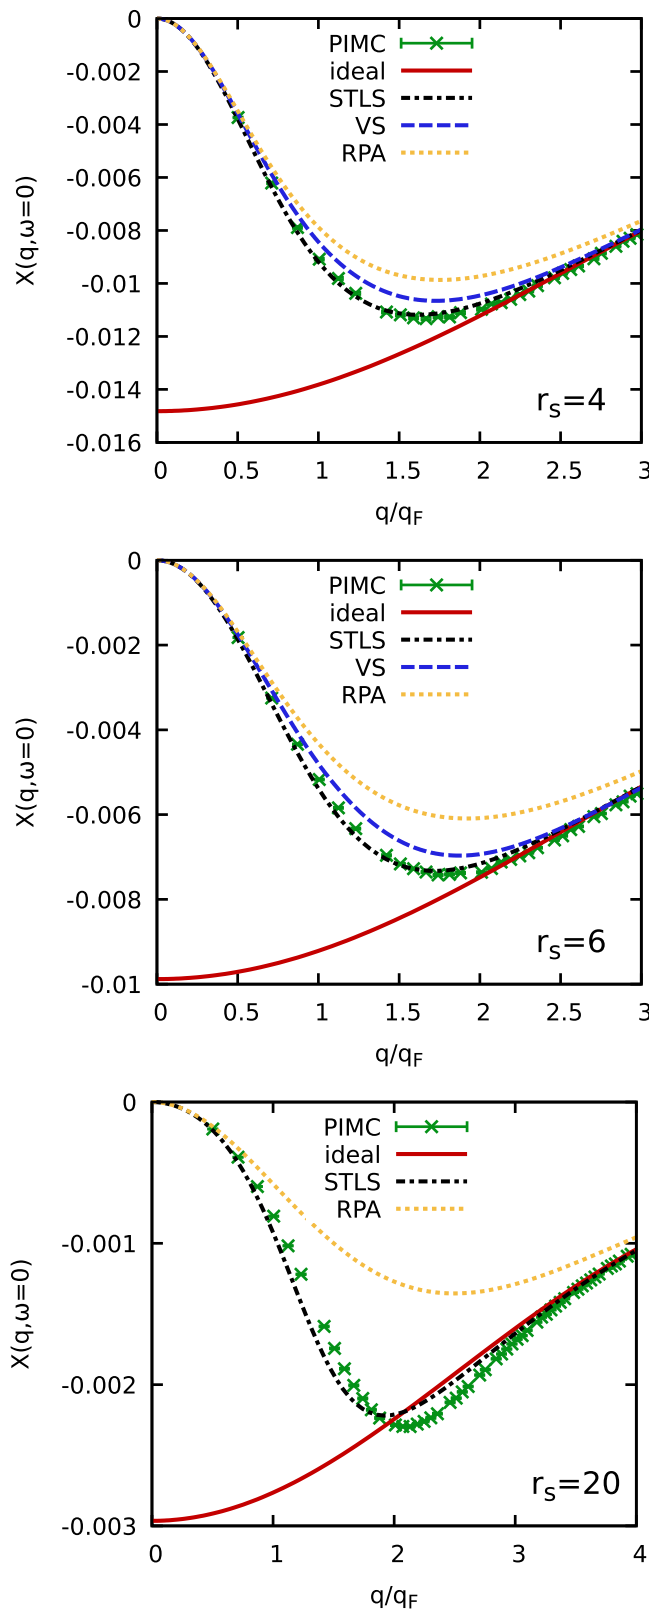 0
-0.002
-0.004
-0.006
-0.008
-0.01
-0.012
-0.014
-0.016
X(q,ω=0)
PIMC
ideal
STLS
VS
RPA
rS=4
0 0.5 1 1.5 2 2.5 3
q/qF
0
-0.002
-0.004
-0.006
-0.008
-0.01
X(q,ω=0)
PIMC
ideal
STLS
VS
RPA
rS=6
0 0.5 1 1.5 2 2.5 3
q/qF
0
-0.001
-0.002
-0.003
X(q,ω=0)
PIMC
ideal
STLS
RPA
rS=20
0 1 2 3 4
q/qF